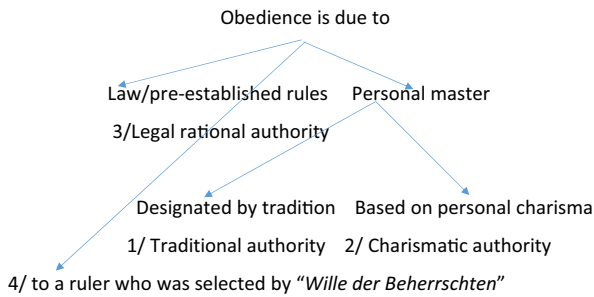 Obedience is due to
Law/pre-established rules Personal master
3/Legal rational authority
Designated by tradition Based on personal charisma
1/ Traditional authority 2/ Charismatic authority
4/ to a ruler who was selected by “Wille der Beherrschten”